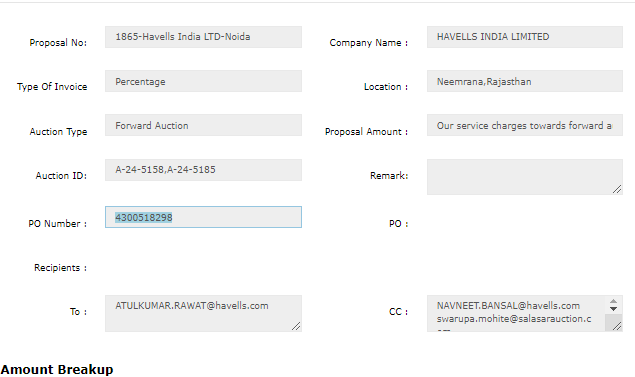 Proposal No: 1865-Havells India LTD-Noida Company Name : HAVELLS INDIA LIMITED
Type Of Invoice Percentage Location : Neemrana,Rajasthan
Auction Type Forward Auction Proposal Amount : Our service charges towards forward a
Auction ID: A-24-5158,A-24-5185 Remark:
PO Number : 4300518298 PO :
Recipients :
To : ATULKUMAR.RAWAT@havells.com CC : NAVNEET.BANSAL@havells.com
swarupa.mohite@salasarauction.c
Amount Breakup